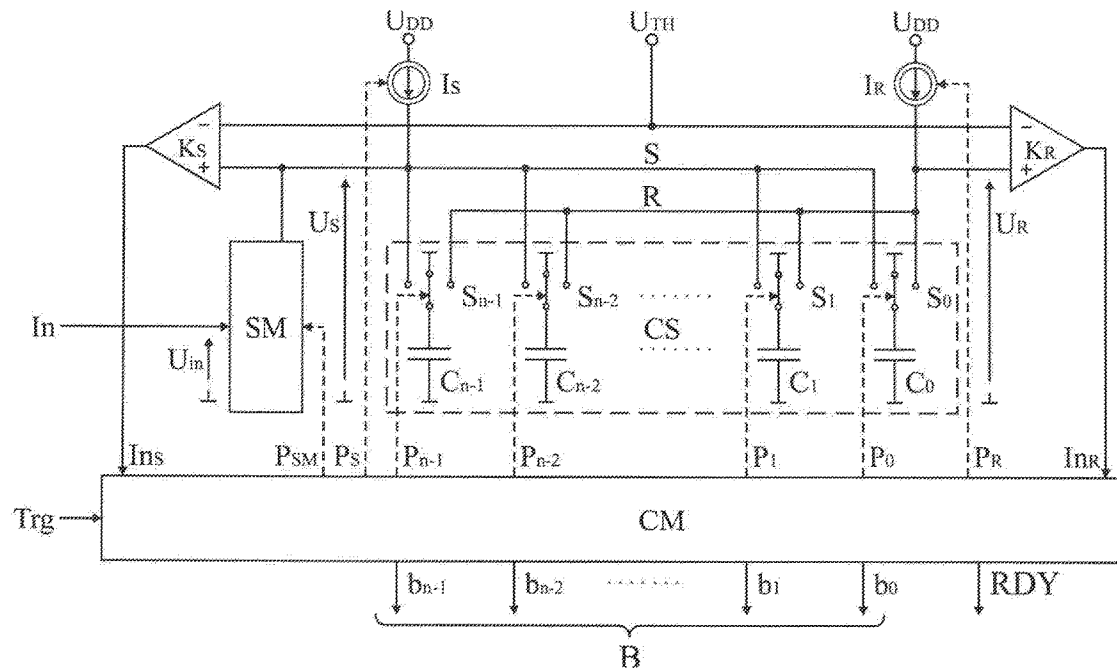 UDD UTH UDD
IS IR
− −
KS S KR
+ +
R
US UR
Sn-1 Sn-2 ........ S1 S0
In SM CS
Uin ........
Cn-1 Cn-2 C1 C0
InS PSM PS Pn-1 Pn-2 P1 P0 PR InR
Trg CM
bn-1 bn-2 ........ b1 b0 RDY
B